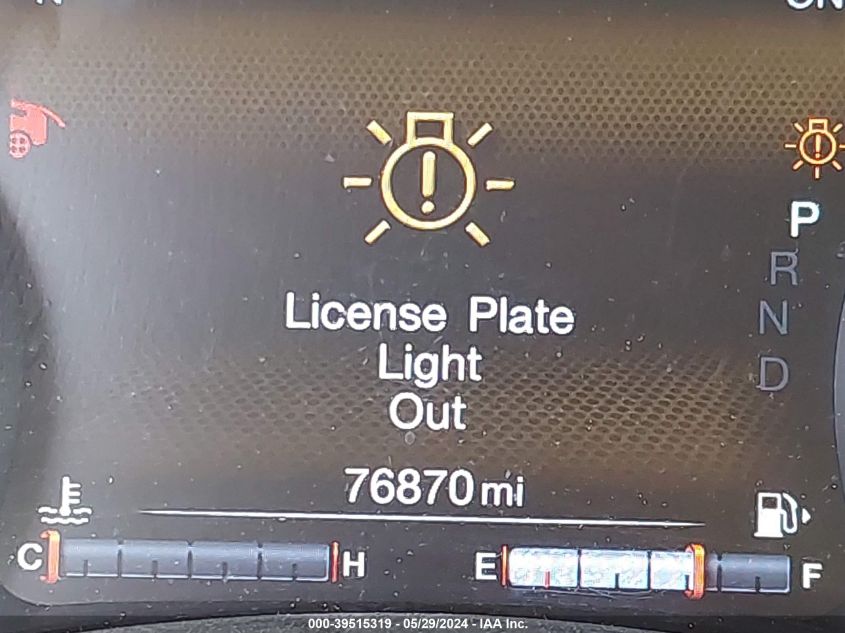 P
R
N
D
License Plate
Light
Out
76870 mi
C H E F
000-39515319 - 05/29/2024 - IAA Inc.